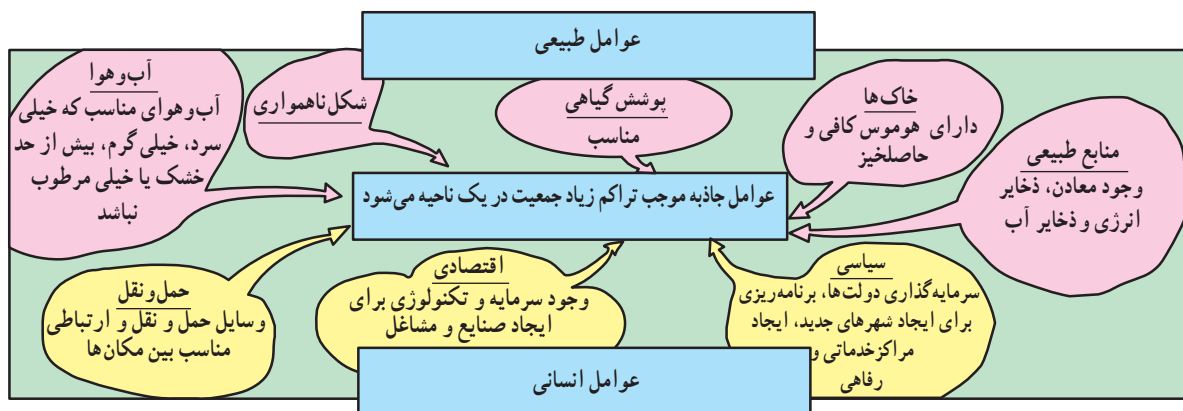 عوامل طبیعی
خاک‌ها
دارای هوموس کافی و
حاصلخیز
پوشش گیاهی
مناسب
شکل ناهمواری
آب‌وهوا
آب‌وهوای مناسب که خیلی
سرد، خیلی گرم، بیش از حد
خشک یا خیلی مرطوب
نباشد
منابع طبیعی
وجود معادن، ذخایر
انرژی و ذخایر آب
عوامل جاذبه موجب تراکم زیاد جمعیت در یک ناحیه می‌شود
سیاسی
سرمایه‌گذاری دولت‌ها، برنامه‌ریزی
برای ایجاد شهرهای جدید، ایجاد
مراکزخدماتی و
رفاهی
اقتصادی
وجود سرمایه و تکنولوژی برای
ایجاد صنایع و مشاغل
حمل‌ونقل
وسایل حمل و نقل و ارتباطی
مناسب بین مکان‌ها
عوامل انسانی